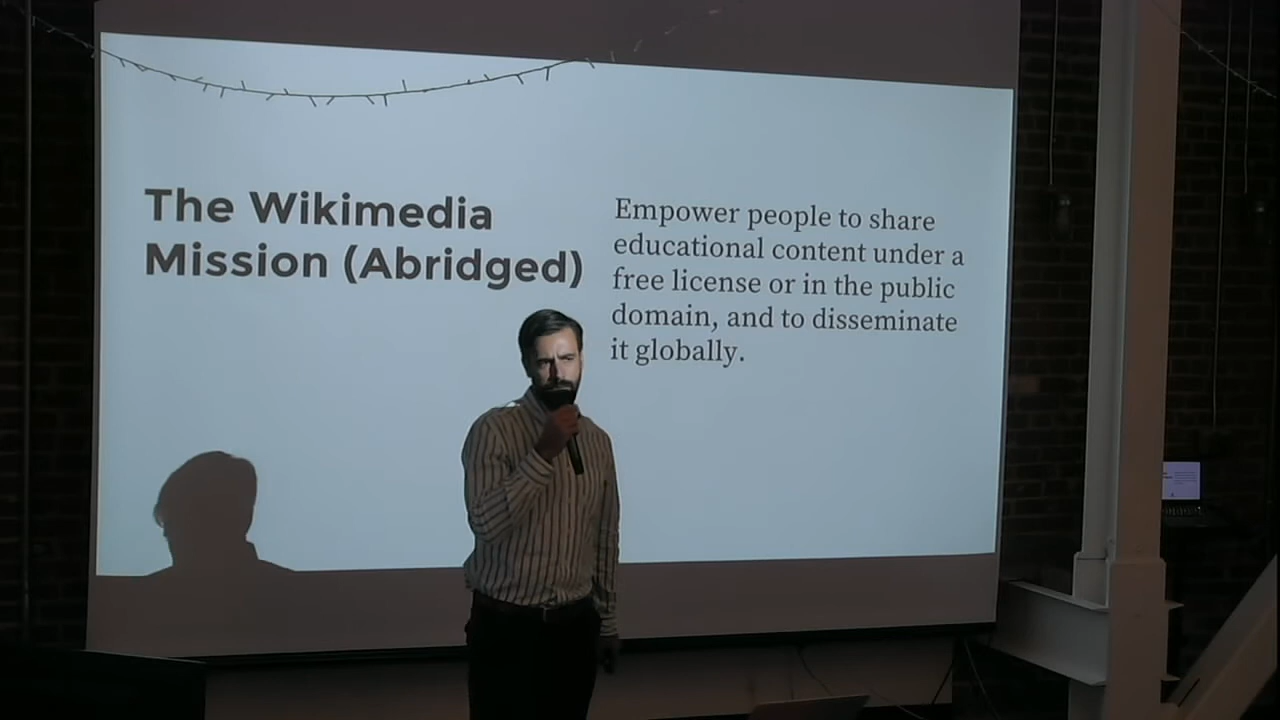 The Wikimedia
Mission (Abridged)
Empower people to share
educational content under a
free license or in the public
domain, and to disseminate
it globally.